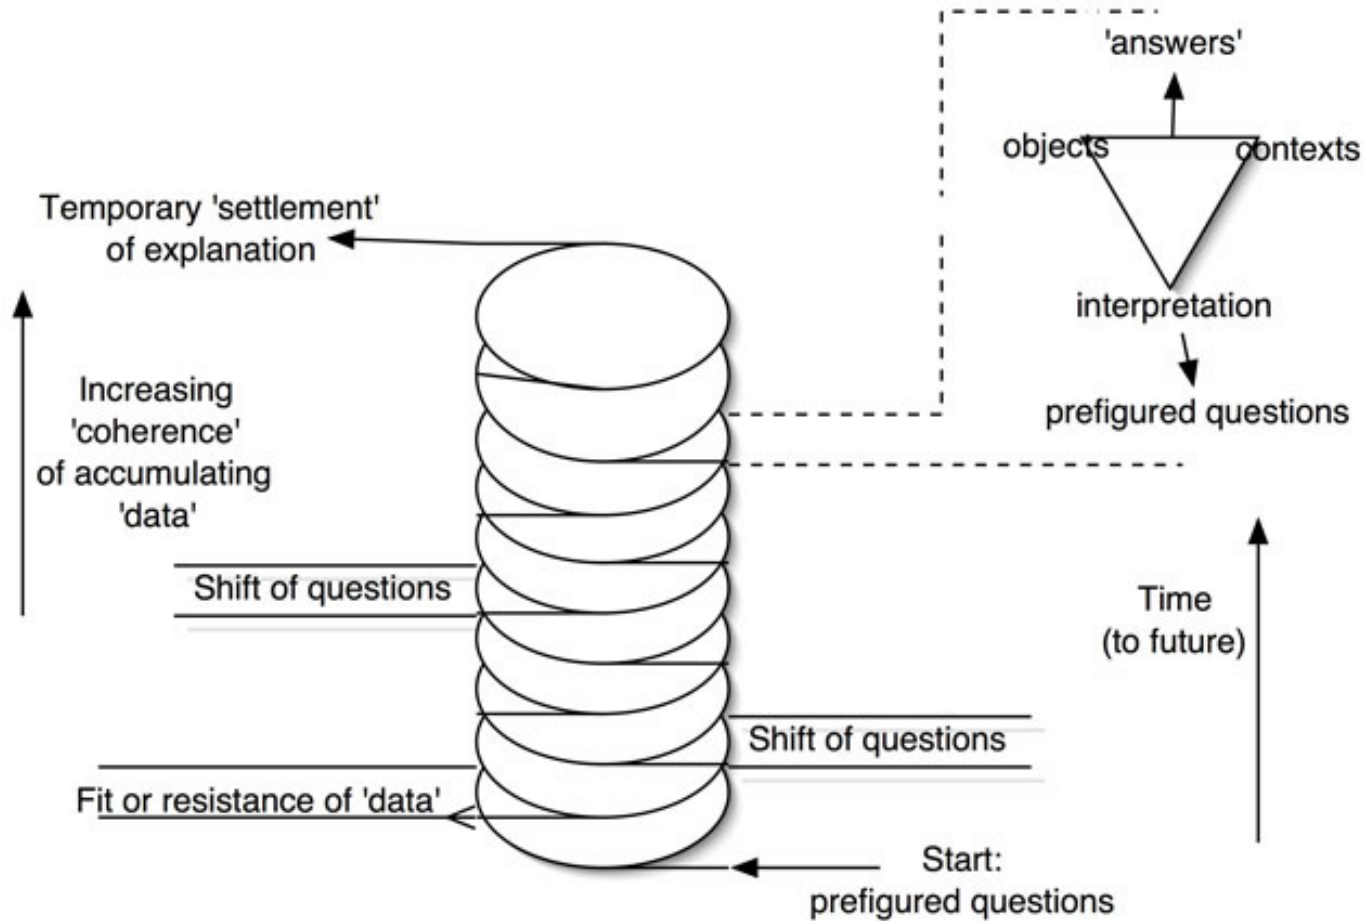 'answers'
objects
contexts
interpretation
prefigured questions
Temporary 'settlement'
of explanation
Increasing
'coherence'
of accumulating
'data'
Shift of questions
Time
(to future)
Shift of questions
Fit or resistance of 'data'
Start:
prefigured questions